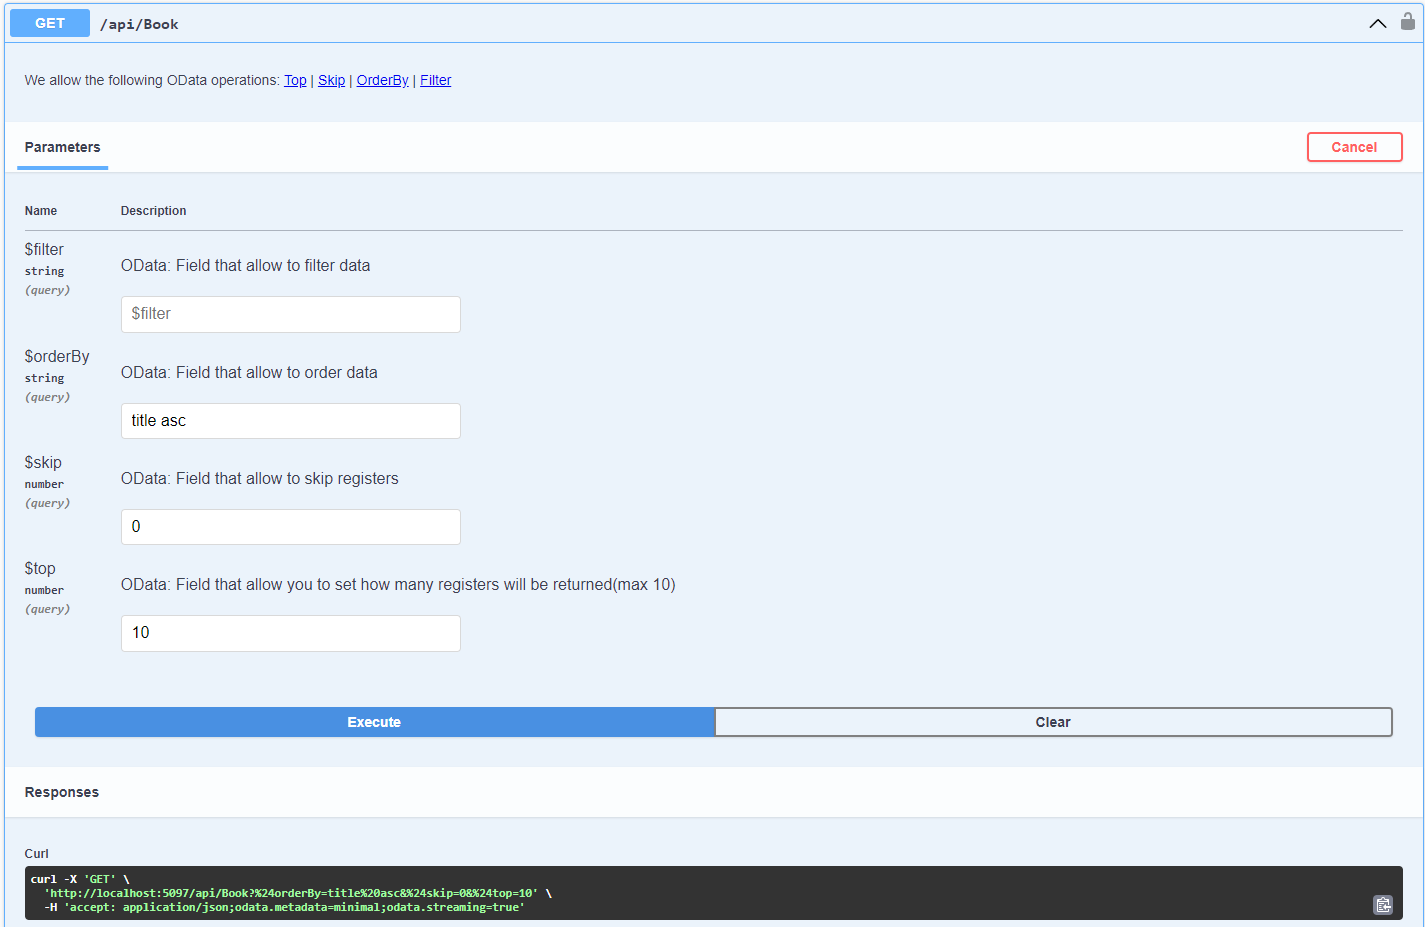 GET /api/Book
We allow the following OData operations: Top | Skip | OrderBy | Filter
Parameters
Cancel
Name Description
$filter
string
(query)
OData: Field that allow to filter data
$filter
$orderBy
string
(query)
OData: Field that allow to order data
title asc
$skip
number
(query)
OData: Field that allow to skip registers
0
$top
number
(query)
OData: Field that allow you to set how many registers will be returned(max 10)
10
Execute
Clear
Responses
Curl
curl -X 'GET' \
'http://localhost:5097/api/Book?%24orderBy=title%20asc&%24skip=0&%24top=10' \
-H 'accept: application/json;odata.metadata=minimal;odata.streaming=true'